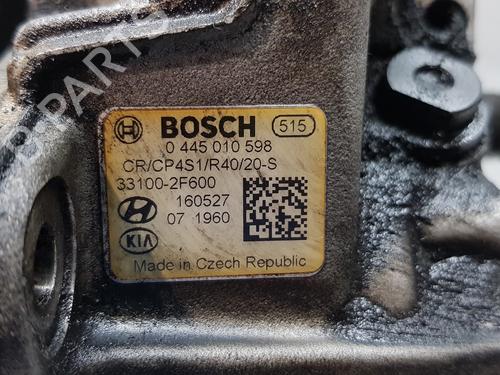 BOSCH 515
0 445 010 598
CR/CP4S1/R40/20-S
33100-2F600
160527
07 1960
KIA
Made in Czech Republic
B-PARTS